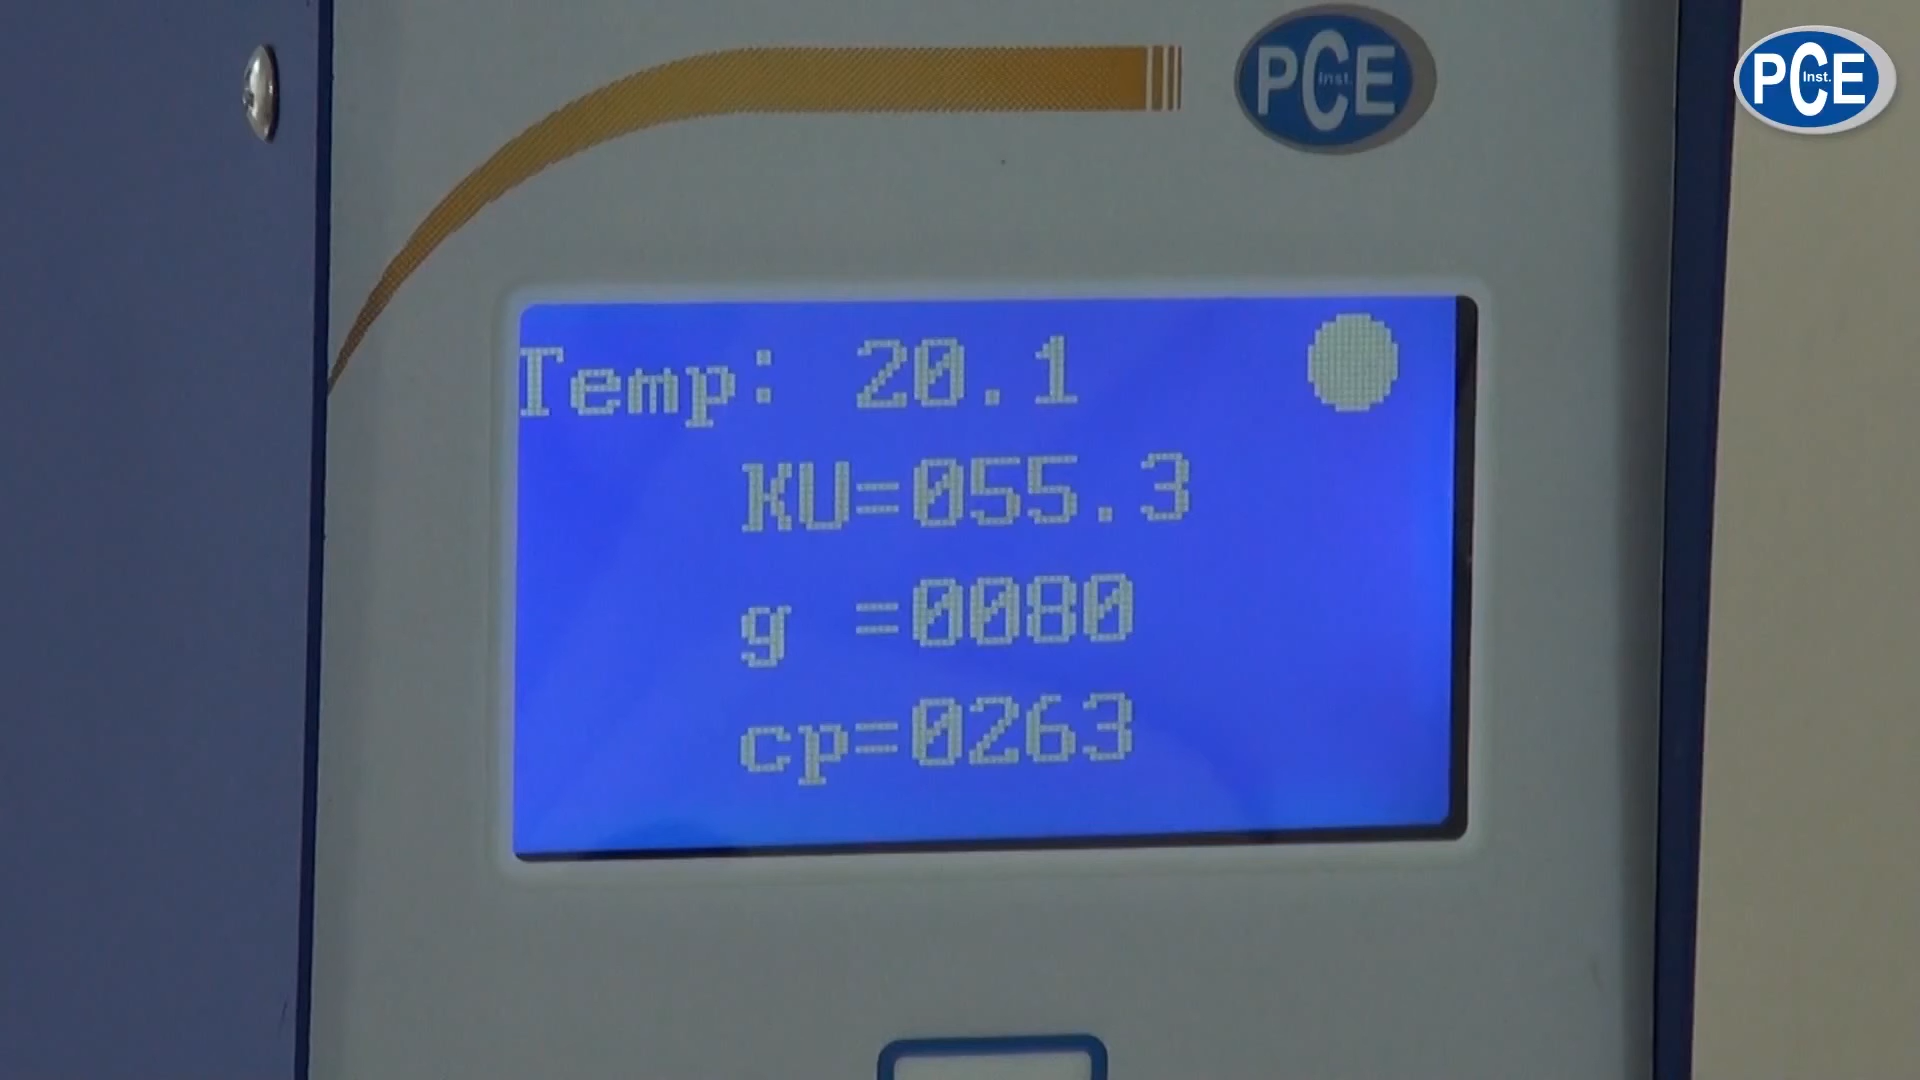 PCE
Inst.
PCE
Inst.
Temp: 20.1
KU=055.3
g =0080
cp=0263